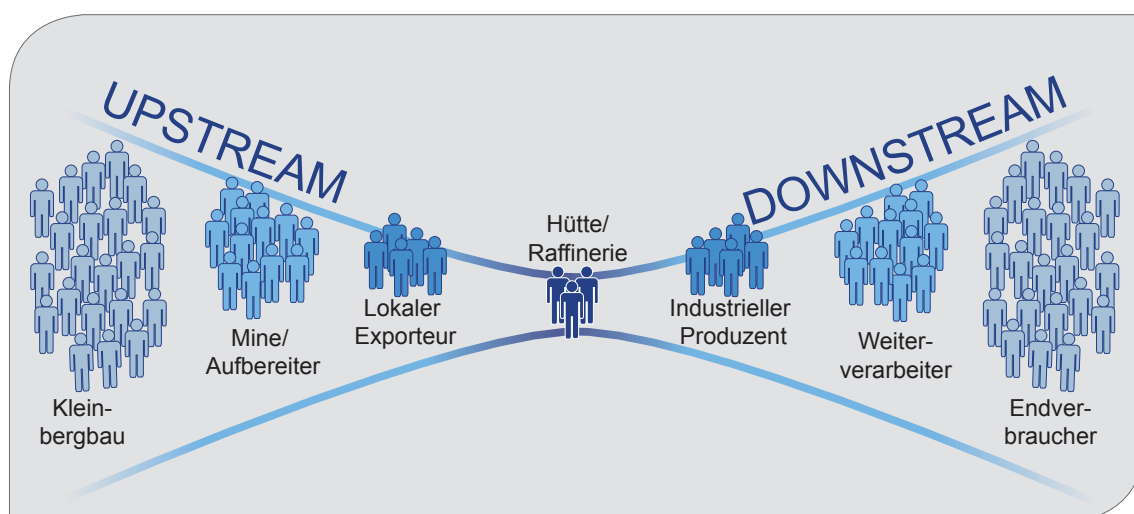 UPSTREAM
DOWNSTREAM
Klein-
bergbau
Mine/
Aufbereiter
Lokaler
Exporteur
Hütte/
Raffinerie
Industrieller
Produzent
Weiter-
verarbeiter
Endver-
braucher